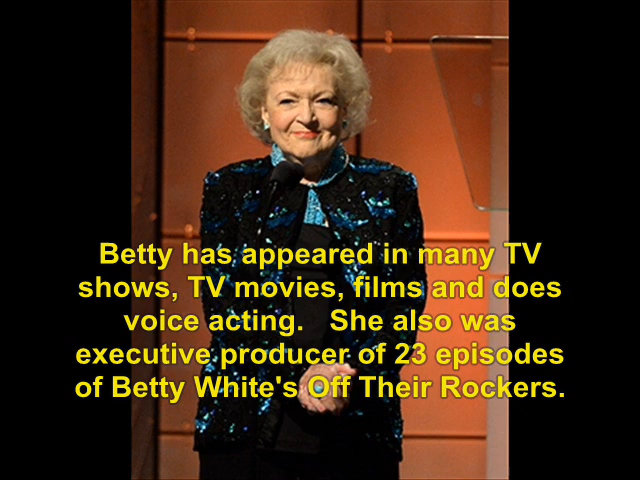 Betty has appeared in many TV
shows, TV movies, films and does
voice acting.   She also was
executive producer of 23 episodes
of Betty White's Off Their Rockers.